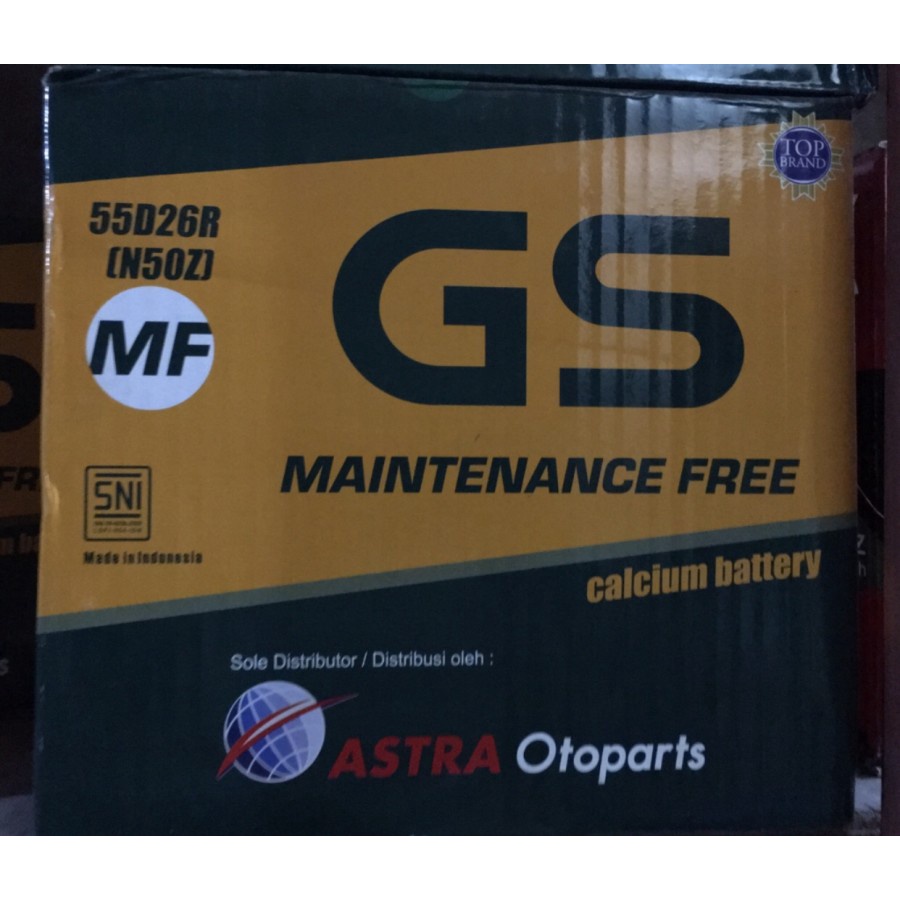 TOP
BRAND
55D26R
(N50Z)
MF
GS
MAINTENANCE FREE
SNI
Made in Indonesia
calcium battery
Sole Distributor / Distribusi oleh :
ASTRA Otoparts